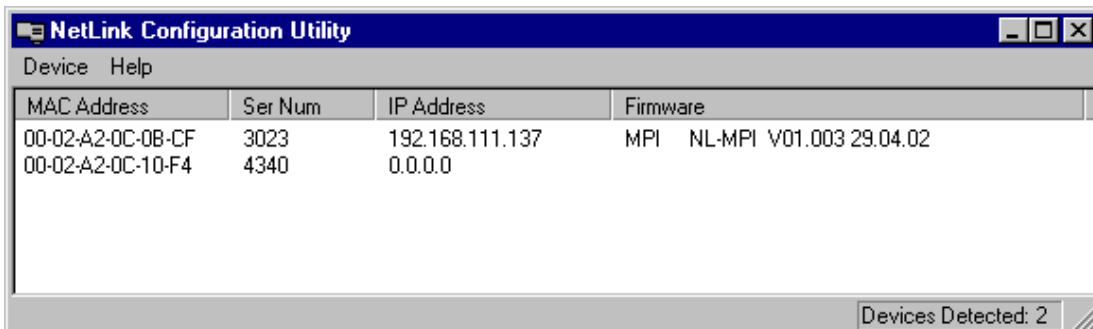 NetLink Configuration Utility
Device Help
MAC Address Ser Num IP Address Firmware
00-02-A2-0C-0B-CF 3023 192.168.111.137 MPI NL-MPI V01.003 29.04.02
00-02-A2-0C-10-F4 4340 0.0.0.0
Devices Detected: 2